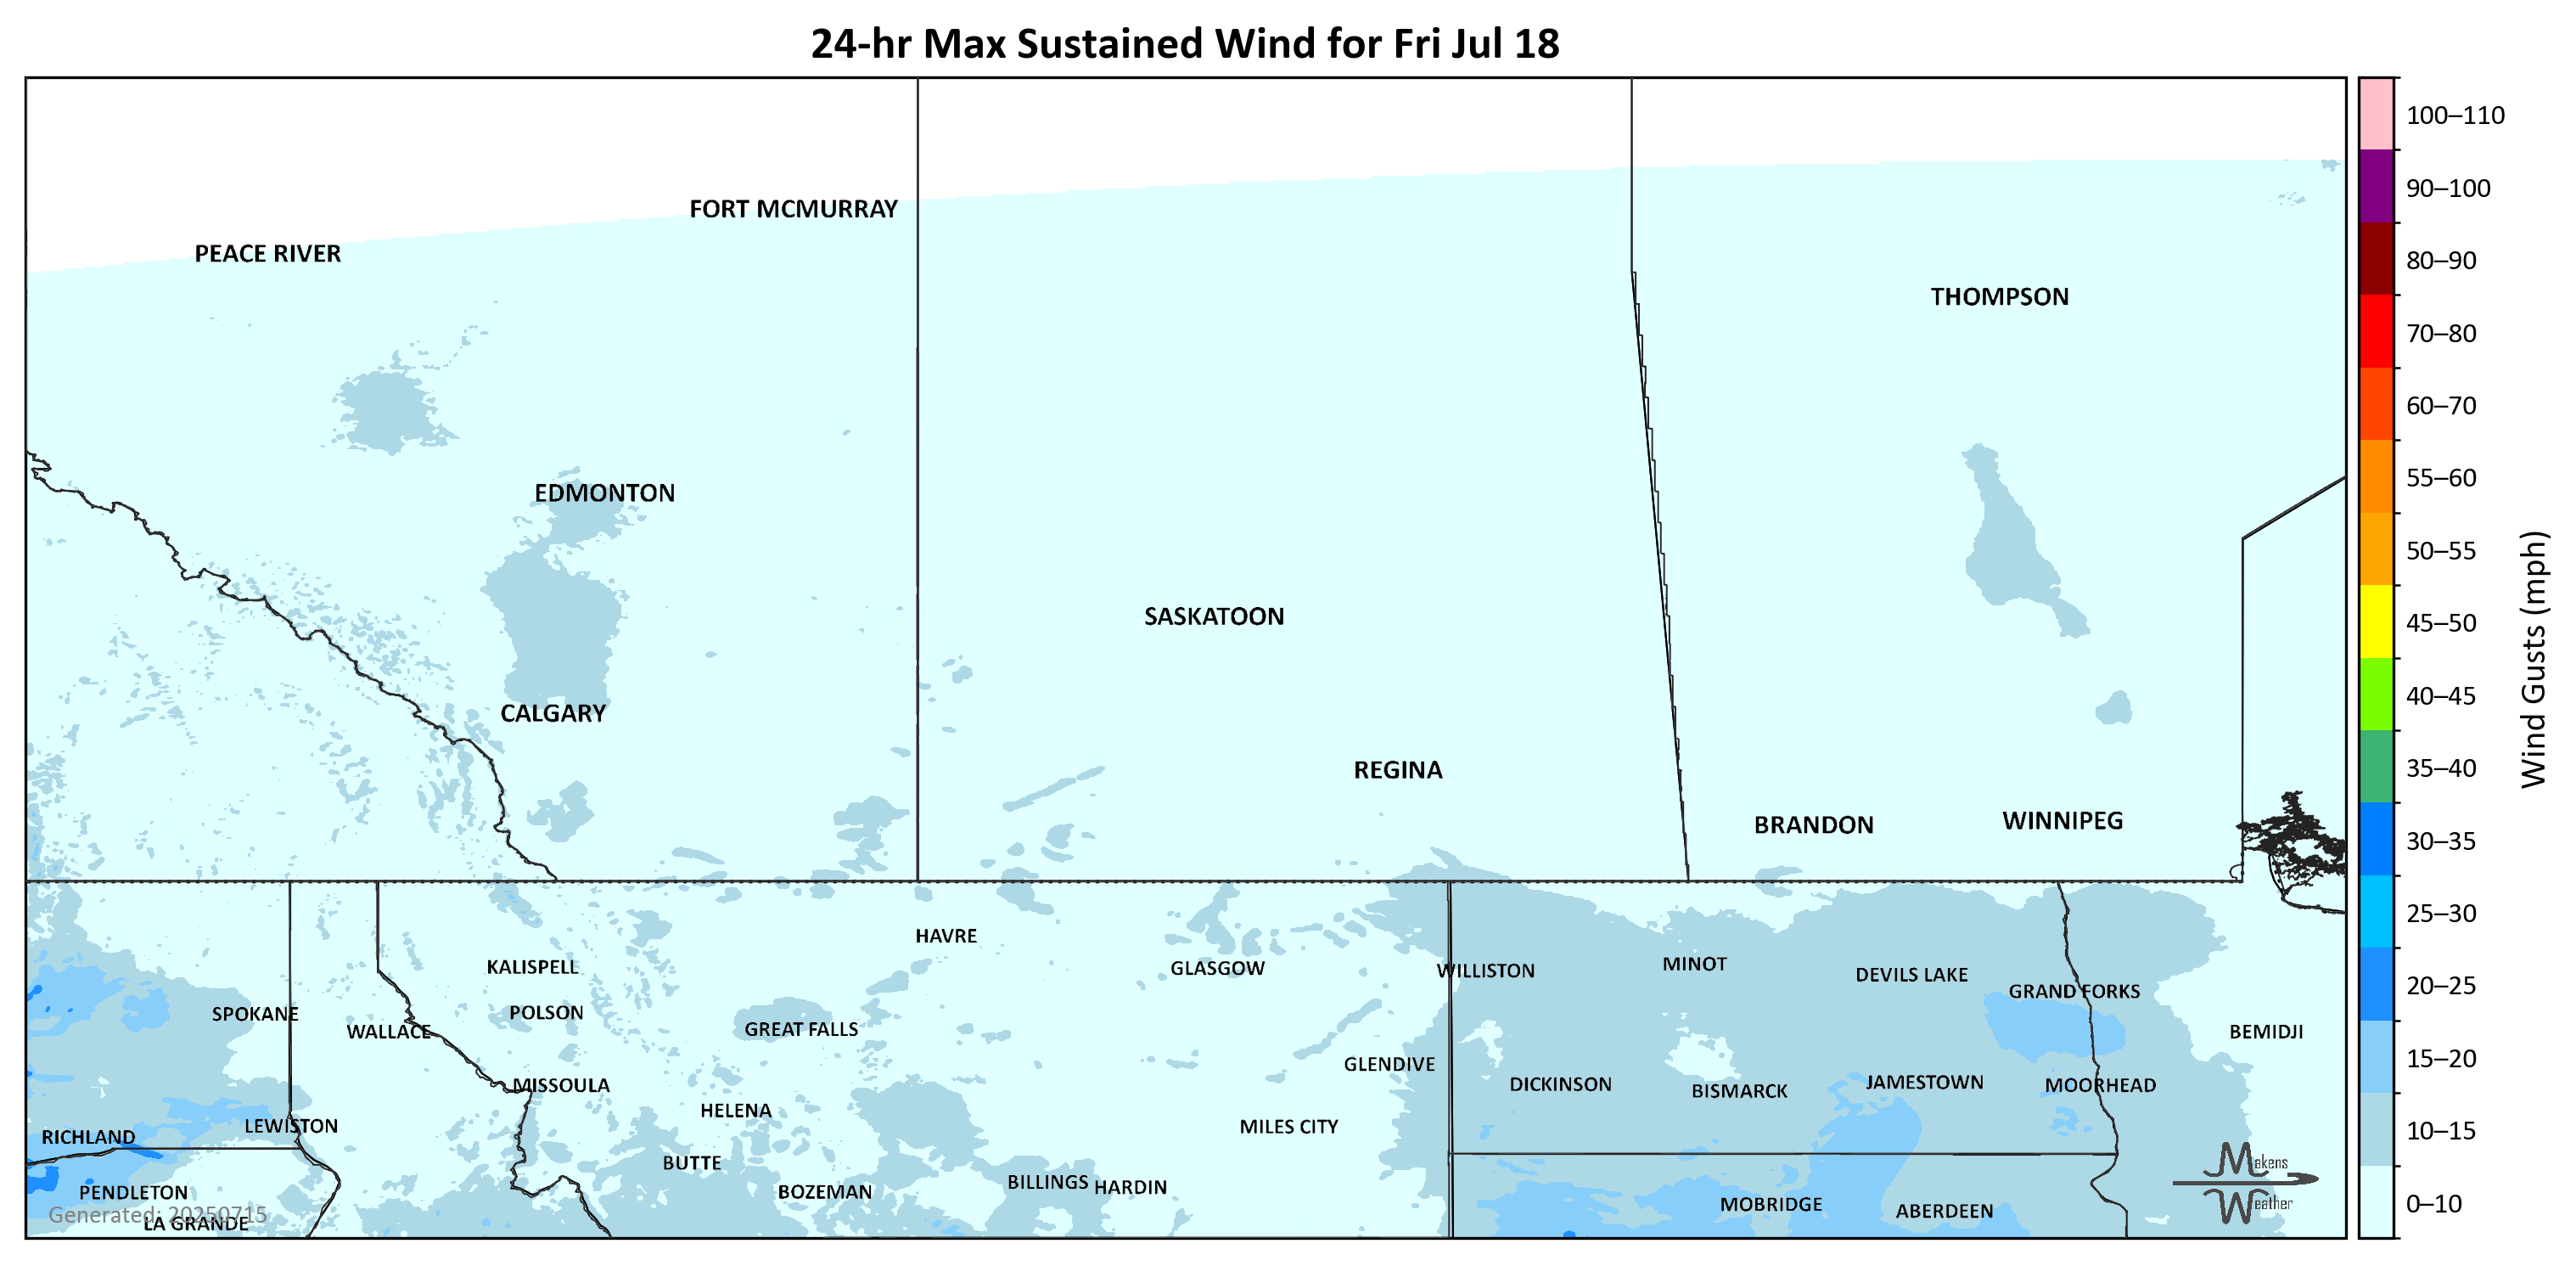 24-hr Max Sustained Wind for Fri Jul 18
100–110
90–100
FORT MCMURRAY
PEACE RIVER
80–90
THOMPSON
70–80
60–70
55–60
EDMONTON
50–55
SASKATOON
45–50
Wind Gusts (mph)
40–45
CALGARY
REGINA
35–40
BRANDON
WINNIPEG
30–35
25–30
HAVRE
KALISPELL
GLASGOW
WILLISTON
MINOT
DEVILS LAKE
20–25
GRAND FORKS
SPOKANE
POLSON
WALLACE
GREAT FALLS
BEMIDJI
15–20
GLENDIVE
MISSOULA
DICKINSON
BISMARCK
JAMESTOWN
MOORHEAD
HELENA
LEWISTON
MILES CITY
RICHLAND
10–15
BUTTE
Makens
Weather
PENDLETON
BOZEMAN
BILLINGS
HARDIN
MOBRIDGE
ABERDEEN
0–10
Generated: 20250715
LA GRANDE